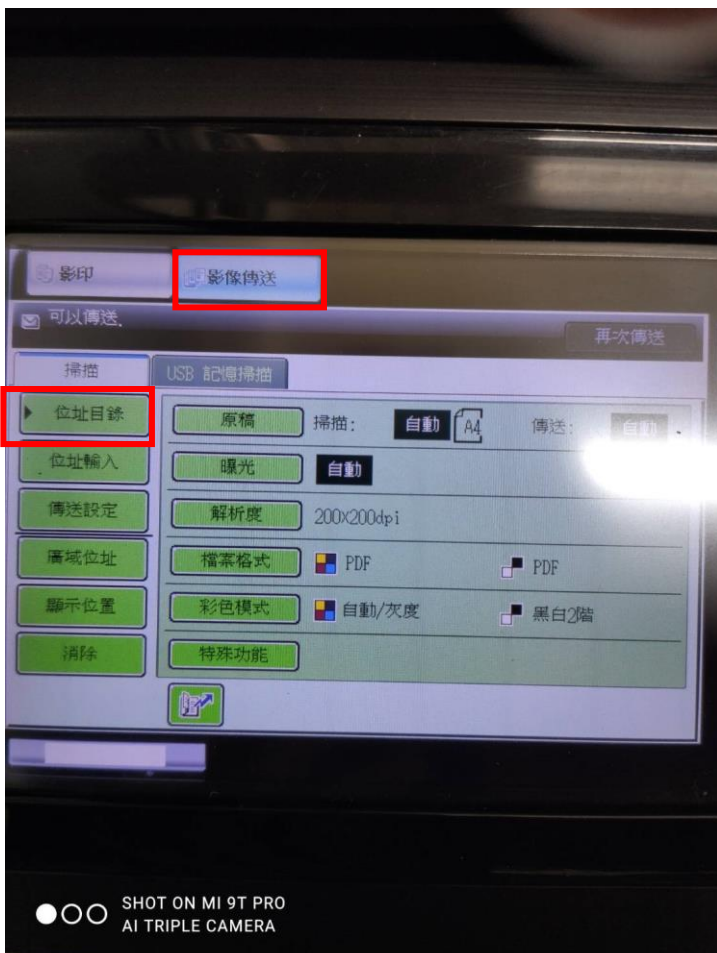 影印
影像傳送
可以傳送.
再次傳送
掃描
USB 記憶掃描
位址目錄
原稿
掃描:
自動
A4
傳送:
自動
位址輸入
曝光
自動
傳送設定
解析度
200X200dpi
廣域位址
檔案格式
PDF
PDF
顯示位置
彩色模式
自動/灰度
黑白2階
消除
特殊功能
SHOT ON MI 9T PRO
AI TRIPLE CAMERA